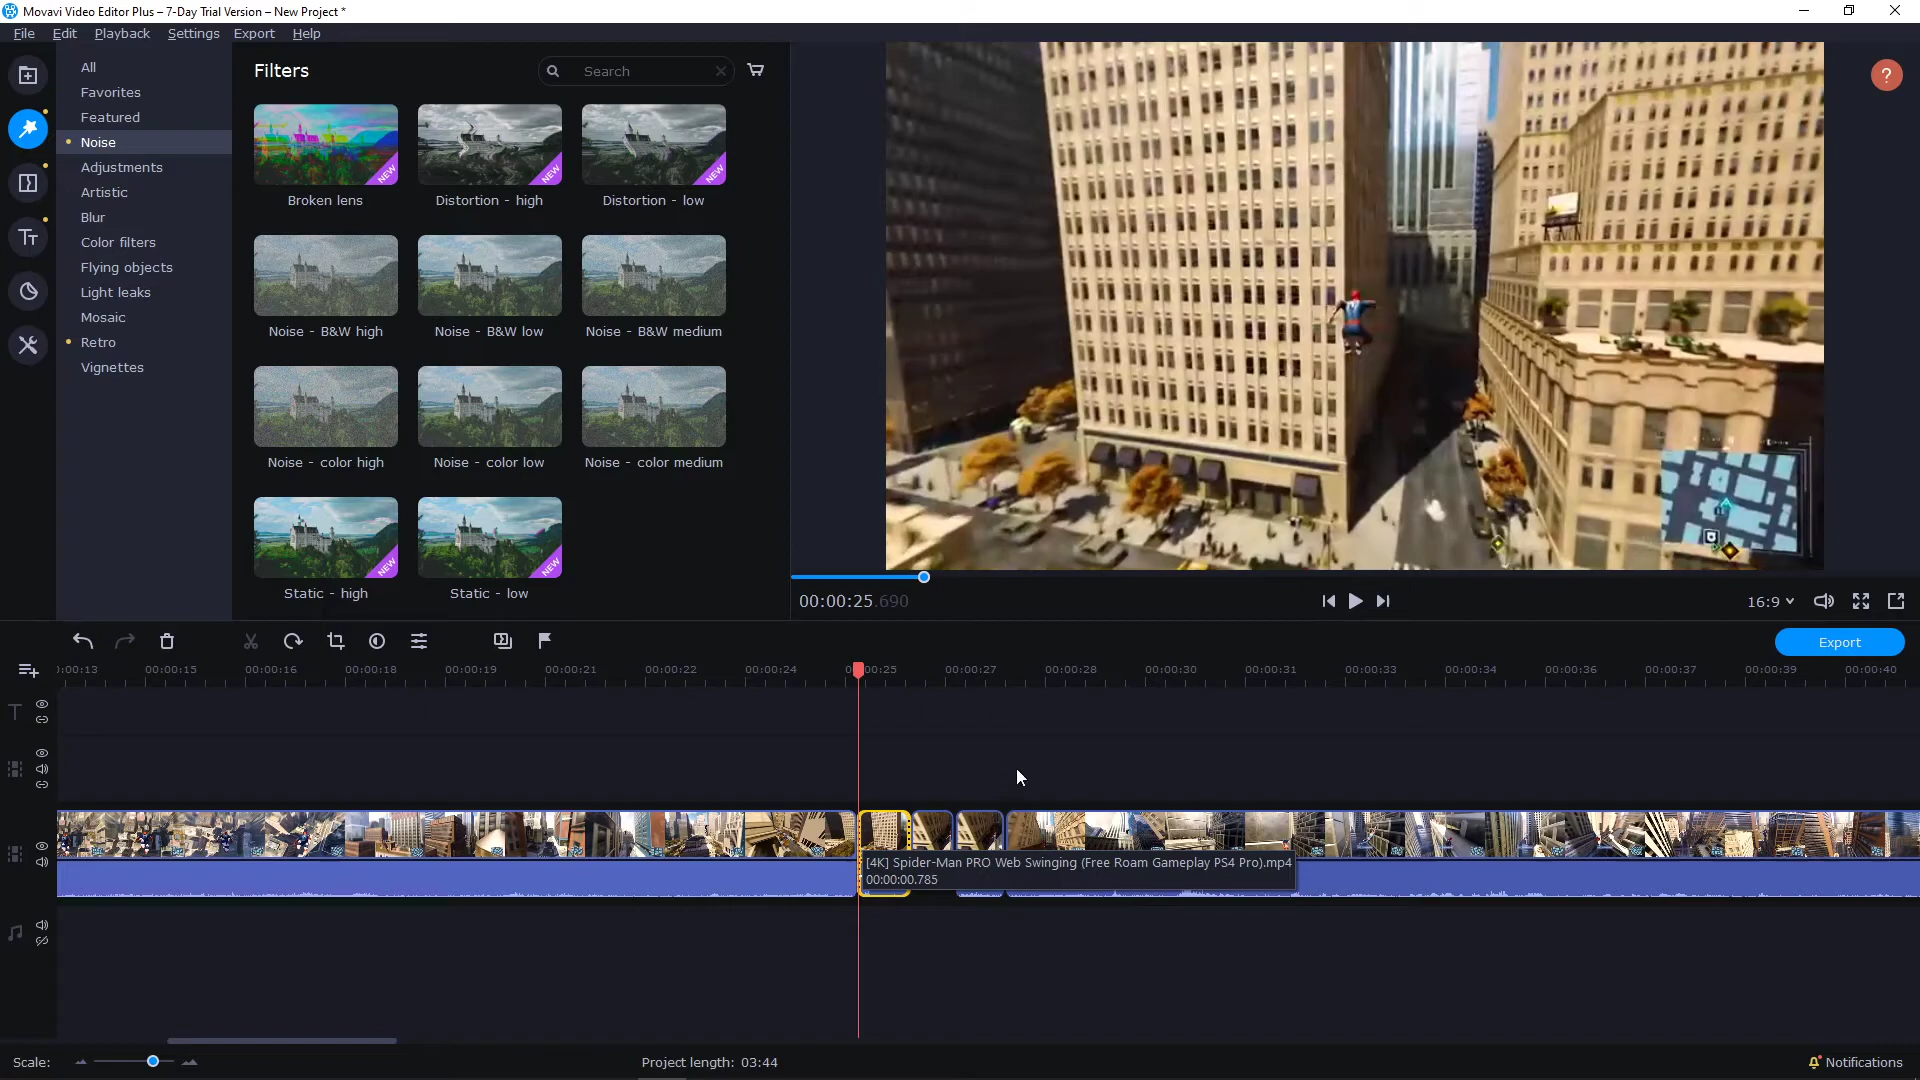 Movavi Video Editor Plus – 7-Day Trial Version – New Project *
File Edit Playback Settings Export Help
All
Favorites
Featured
Noise
Adjustments
Artistic
Blur
Color filters
Flying objects
Light leaks
Mosaic
Retro
Vignettes
Filters
Search
NEW NEW NEW
Broken lens Distortion - high Distortion - low
Noise - B&W high Noise - B&W low Noise - B&W medium
Noise - color high Noise - color low Noise - color medium
NEW NEW
Static - high Static - low
?
00:00:25.690
16:9
Export
00:00:15 00:00:16 00:00:18 00:00:19 00:00:21 00:00:22 00:00:24 00:00:27 00:00:28 00:00:30 00:00:31 00:00:33 00:00:34 00:00:36 00:00:37 00:00:39 00:00:40
[4K] Spider-Man PRO Web Swinging (Free Roam Gameplay PS4 Pro).mp4
00:00:00.785
Scale:
Project length: 03:44
Notifications